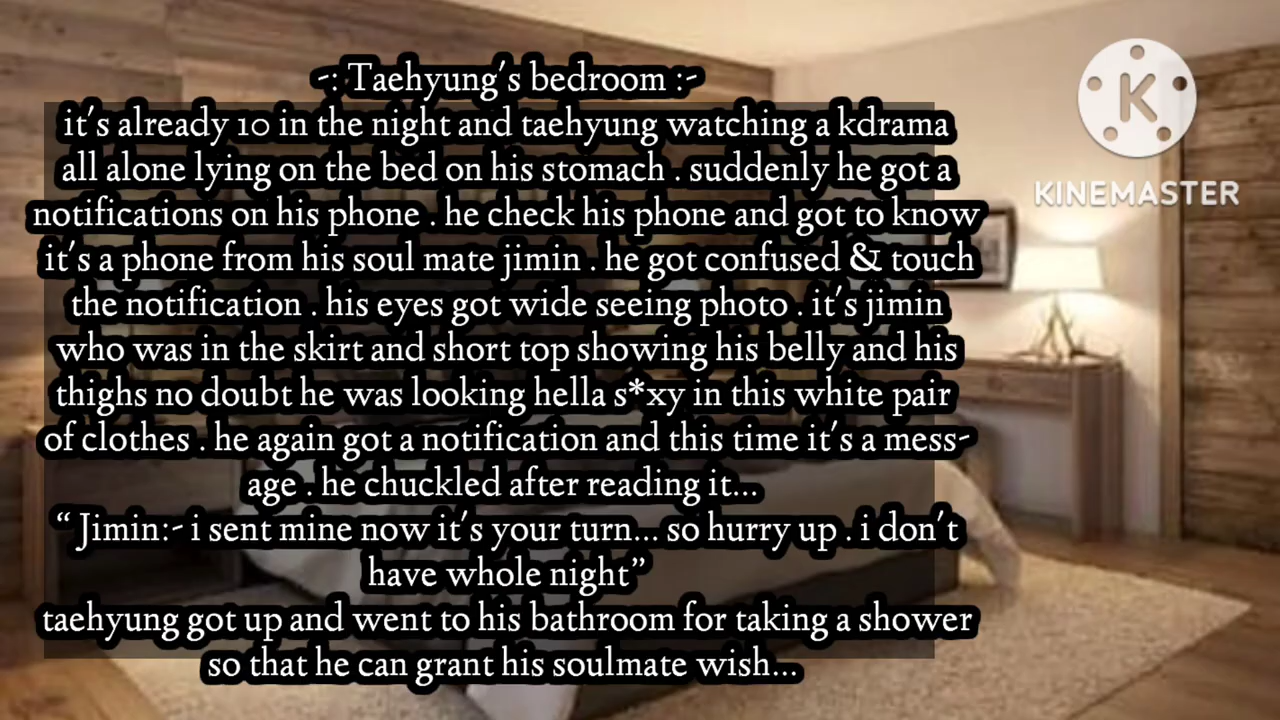 -: Taehyung's bedroom :-
it's already 10 in the night and taehyung watching a kdrama
all alone lying on the bed on his stomach . suddenly he got a
notifications on his phone . he check his phone and got to know
it's a phone from his soul mate jimin . he got confused & touch
the notification . his eyes got wide seeing photo . it's jimin
who was in the skirt and short top showing his belly and his
thighs no doubt he was looking hella s*xy in this white pair
of clothes . he again got a notification and this time it's a mess-
age . he chuckled after reading it...
“ Jimin:- i sent mine now it's your turn... so hurry up . i don't
have whole night”
taehyung got up and went to his bathroom for taking a shower
so that he can grant his soulmate wish...
K
KINEMASTER